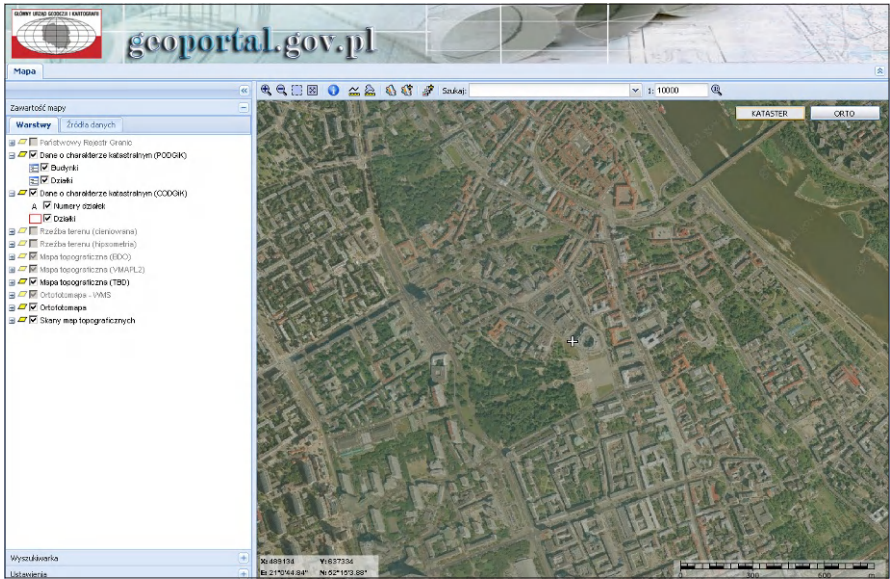 GŁÓWNY URZĄD GEODEZJI I KARTOGRAFII
geoportal.gov.pl
Mapa
Szukaj:
1: 10000
Zawartość mapy
KATASTER
ORTO
Warstwy
Źródła danych
Państwowy Rejestr Granic
Dane o charakterze katastralnym (PODGiK)
Budynki
Działki
Dane o charakterze katastralnym (CODGiK)
A Numery działek
Działki
Rzeźba terenu (cieniowana)
Rzeźba terenu (hipsometria)
Mapa topograficzna (BDO)
Mapa topograficzna (VMAPL2)
Mapa topograficzna (TBD)
Ortofotomapa - WMS
Ortofotomapa
Skany map topograficznych
Wyszukiwarka
Ustawienia
X: 489134 Y: 637334
E: 21°0'44.84" N: 52°15'3.88"
0 300 600 m